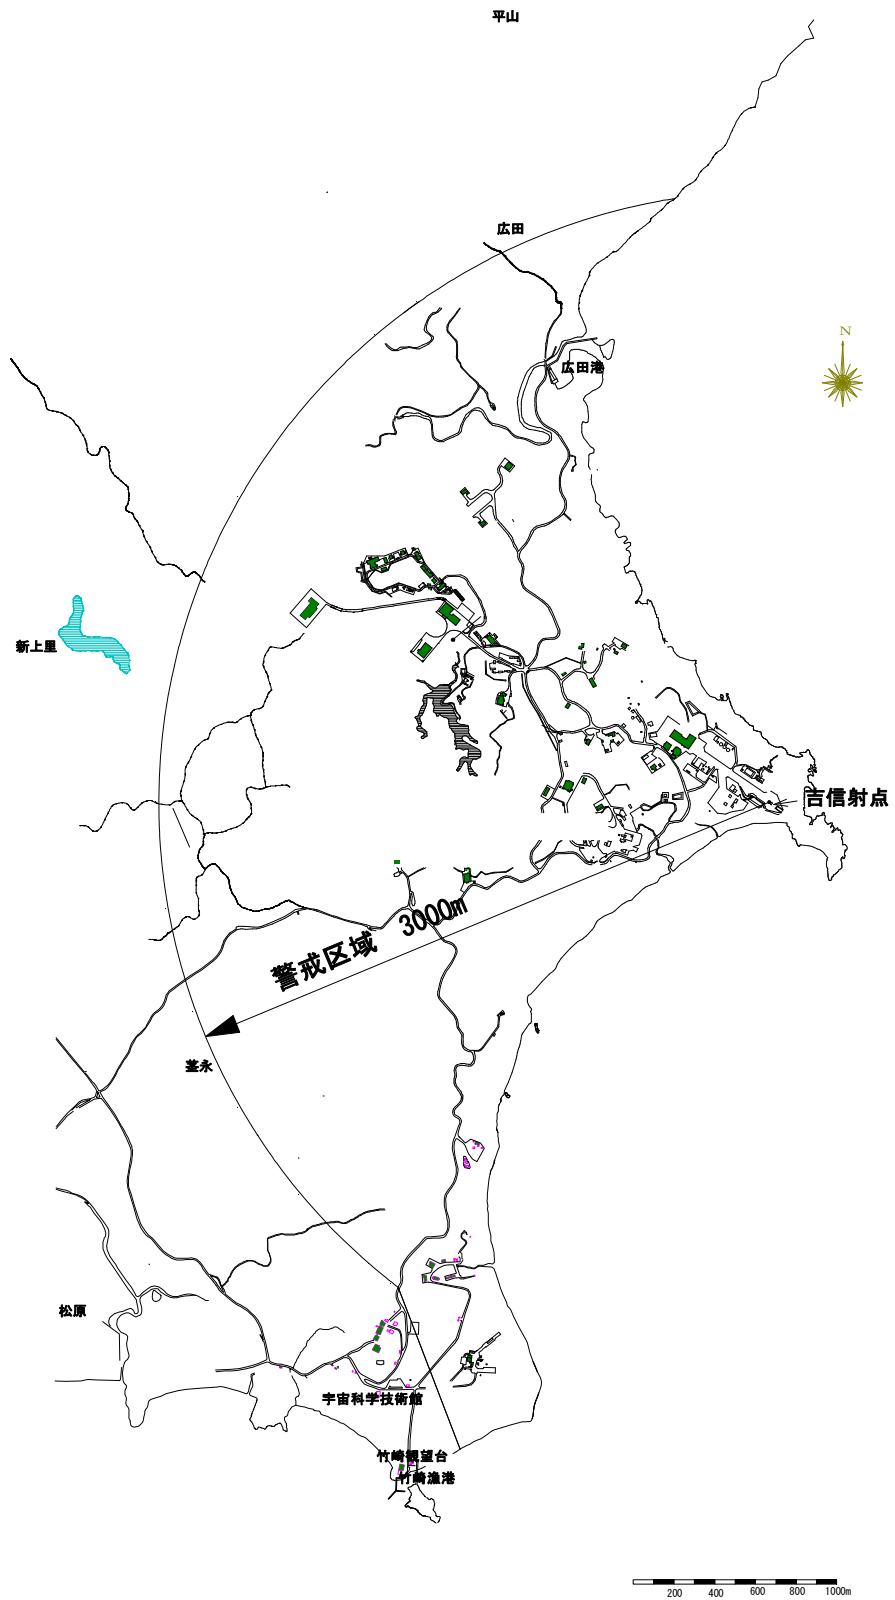 平山
広田
N
広田港
新上里
吉信射点
警戒区域 3000m
茎永
松原
宇宙科学技術館
竹崎観望台
竹崎漁港
200 400 600 800 1000m